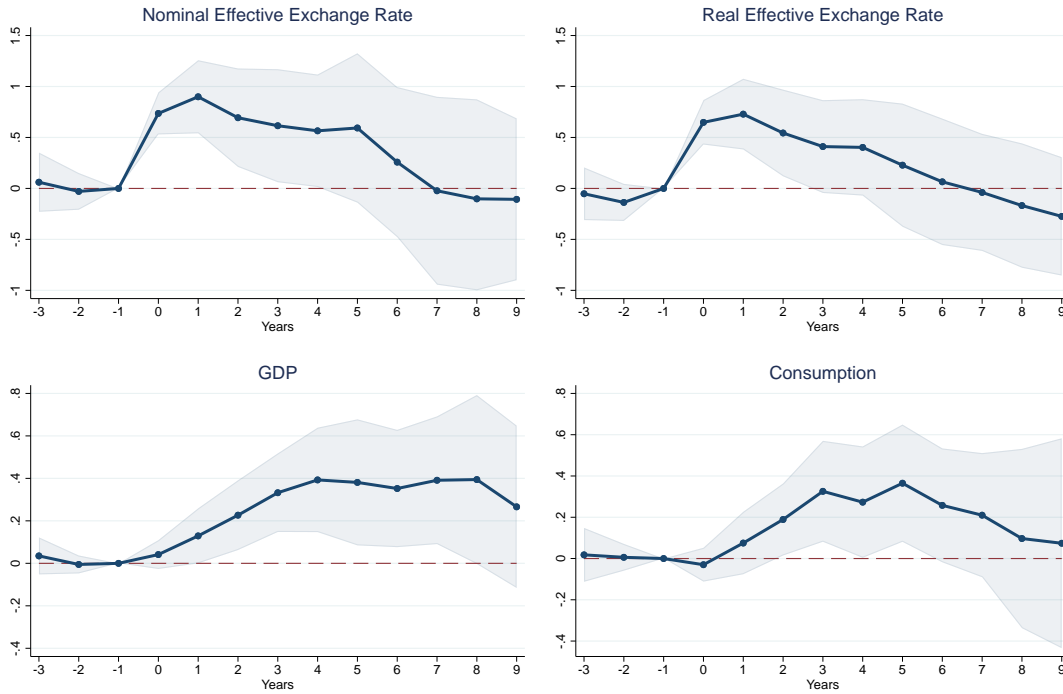 Nominal Effective Exchange Rate
1.5
1
.5
0
-.5
-1
-3 -2 -1 0 1 2 3 4 5 6 7 8 9
Years
Real Effective Exchange Rate
1.5
1
.5
0
-.5
-1
-3 -2 -1 0 1 2 3 4 5 6 7 8 9
Years
GDP
.8
.6
.4
.2
0
-.2
-.4
-3 -2 -1 0 1 2 3 4 5 6 7 8 9
Years
Consumption
.8
.6
.4
.2
0
-.2
-.4
-3 -2 -1 0 1 2 3 4 5 6 7 8 9
Years